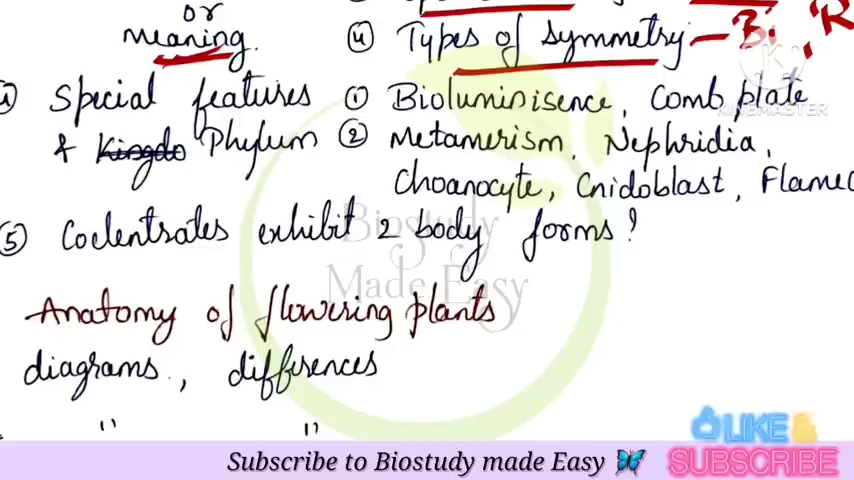 or
meaning.
④ Types of symmetry - B. , R
KINEMASTER
④ Special features ① Bioluminisence, Comb plate
& Kingdo Phylum ② Metamerism, Nephridia,
Choanocyte, Cnidoblast, Flamec
⑤ Coelentrates exhibit 2 body forms?
Biostudy
Made Easy
Anatomy of flowering plants
diagrams, differences
" "
LIKE
Subscribe to Biostudy made Easy SUBSCRIBE